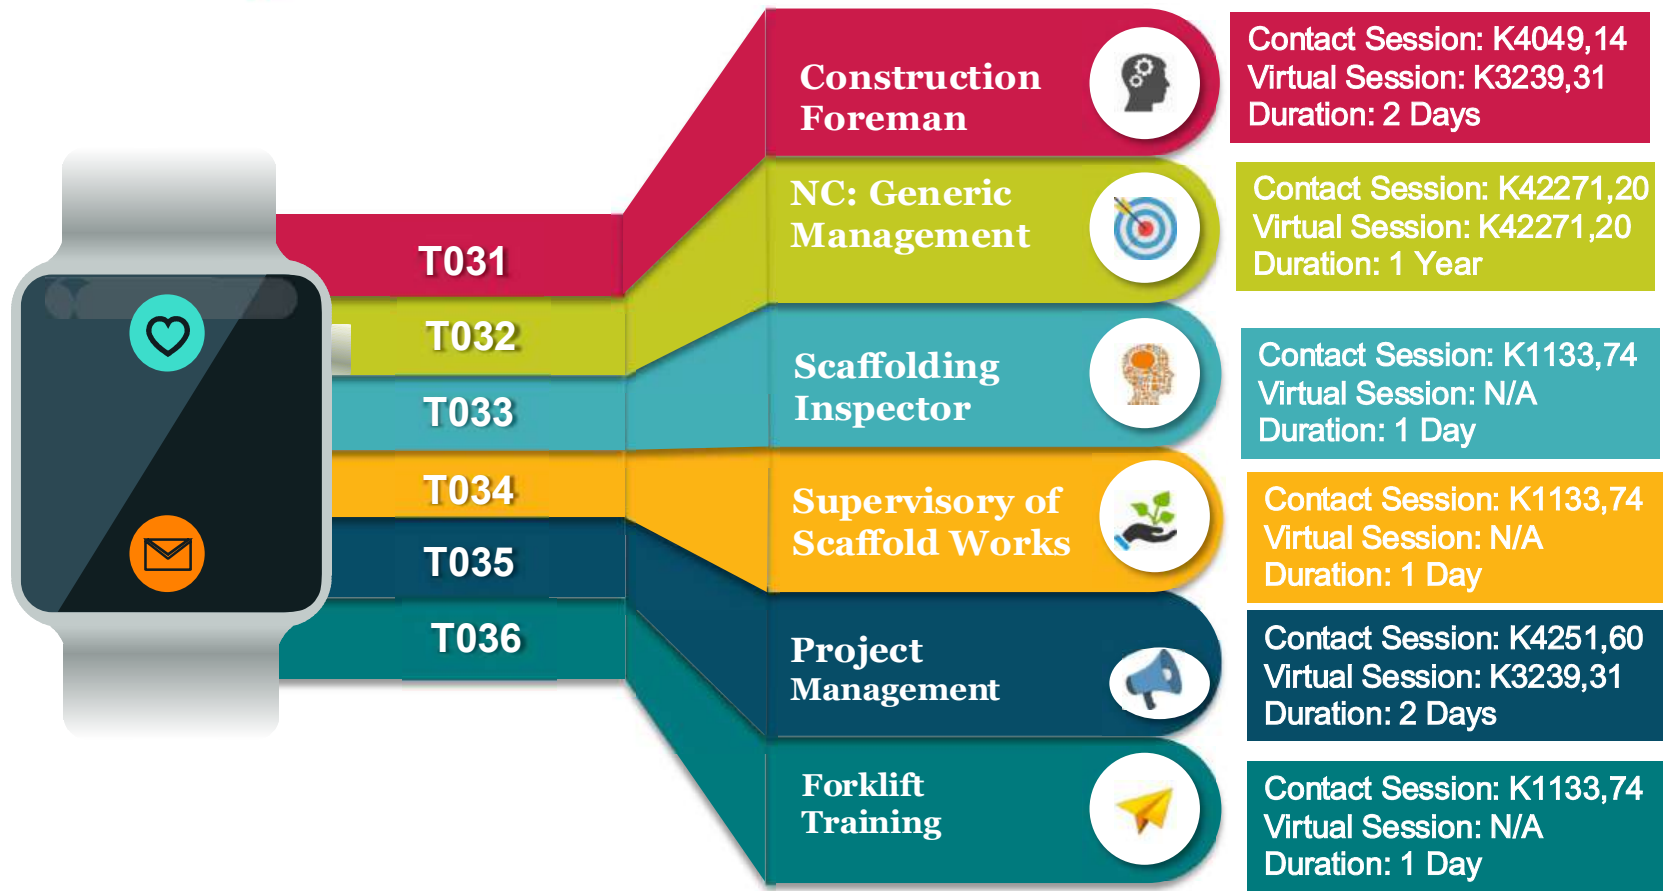 T031
Construction
Foreman
Contact Session: K4049,14
Virtual Session: K3239,31
Duration: 2 Days
T032
NC: Generic
Management
Contact Session: K42271,20
Virtual Session: K42271,20
Duration: 1 Year
T033
Scaffolding
Inspector
Contact Session: K1133,74
Virtual Session: N/A
Duration: 1 Day
T034
Supervisory of
Scaffold Works
Contact Session: K1133,74
Virtual Session: N/A
Duration: 1 Day
T035
Project
Management
Contact Session: K4251,60
Virtual Session: K3239,31
Duration: 2 Days
T036
Forklift
Training
Contact Session: K1133,74
Virtual Session: N/A
Duration: 1 Day